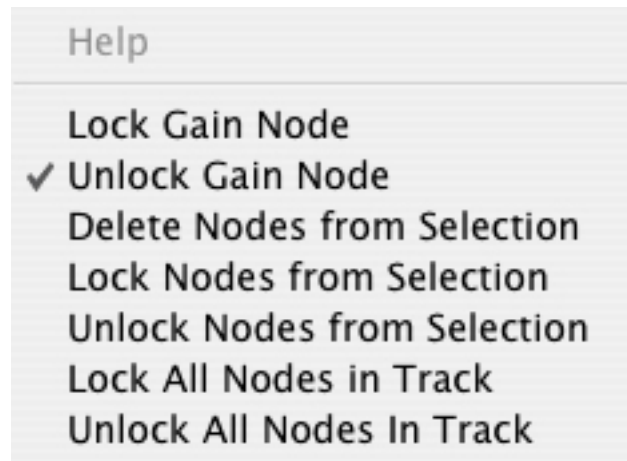 Help
Lock Gain Node
Unlock Gain Node
Delete Nodes from Selection
Lock Nodes from Selection
Unlock Nodes from Selection
Lock All Nodes in Track
Unlock All Nodes In Track